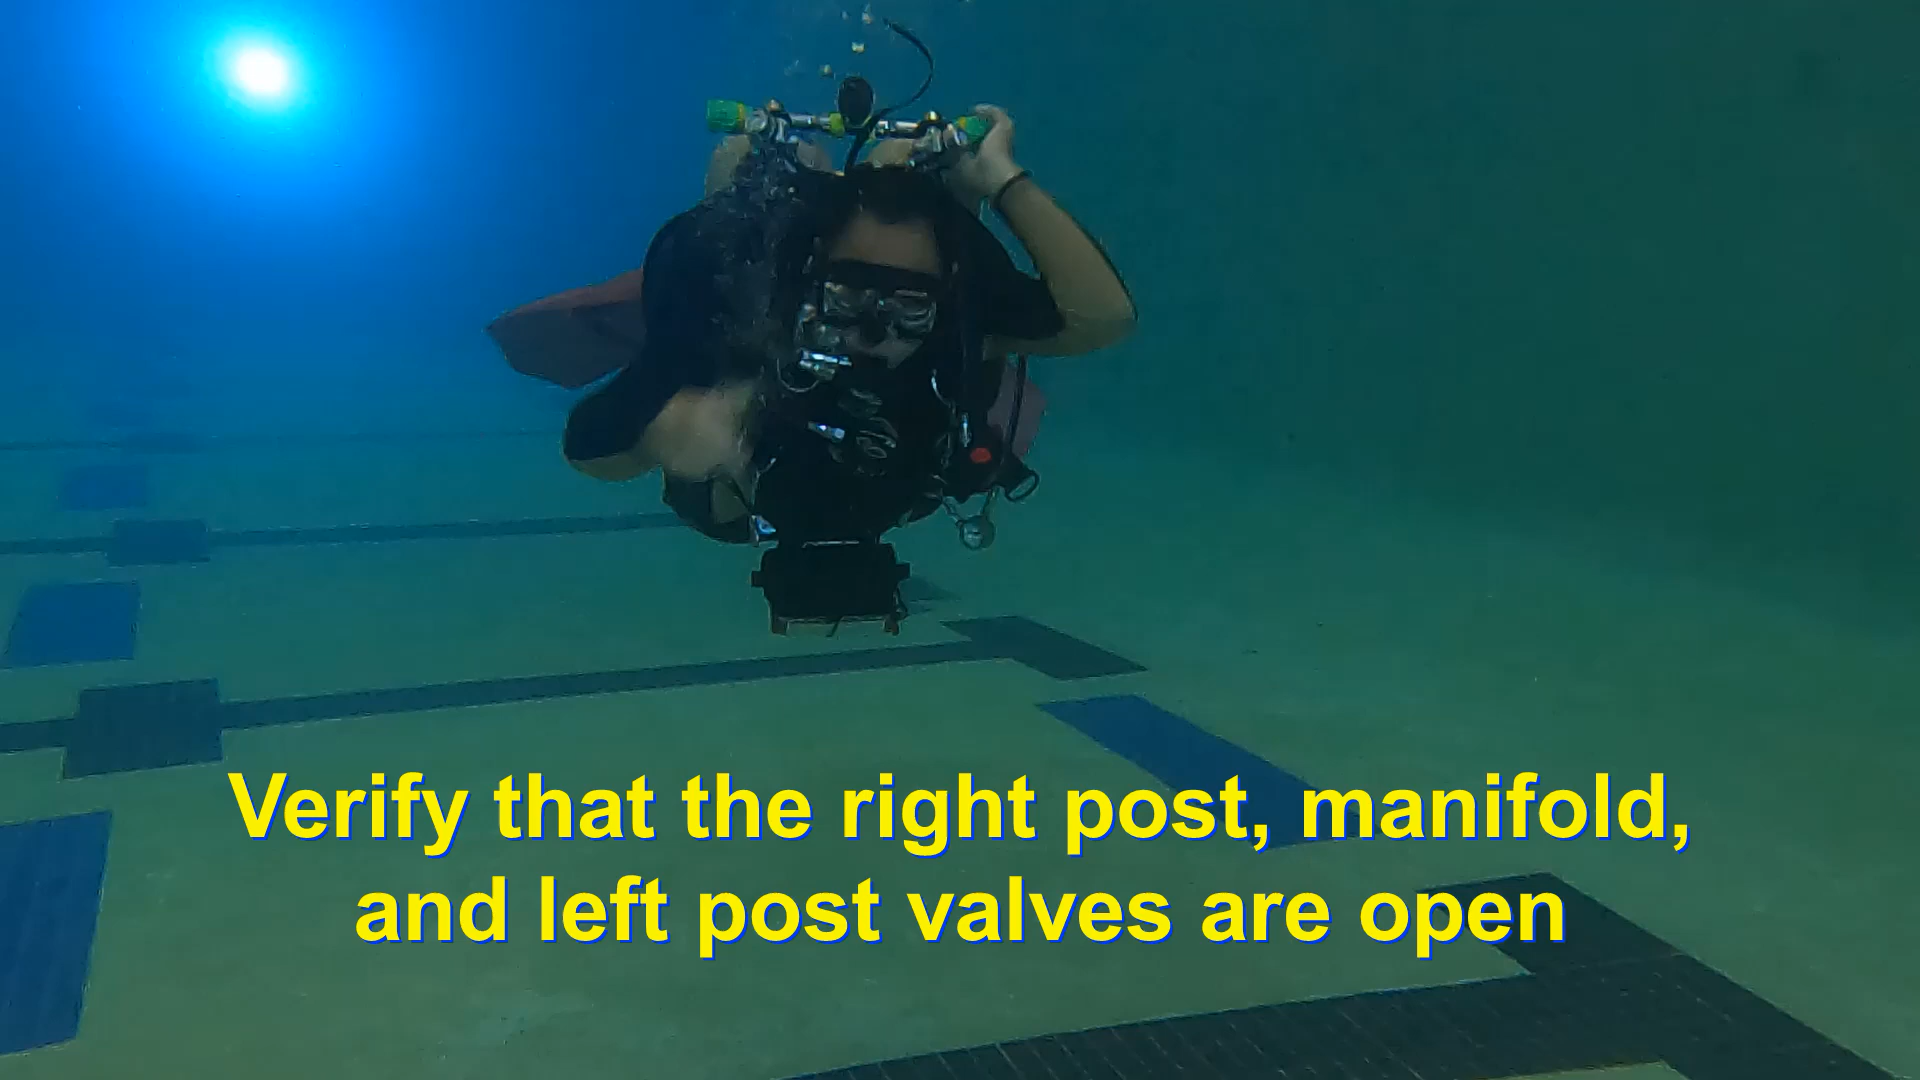 Verify that the right post, manifold,
and left post valves are open